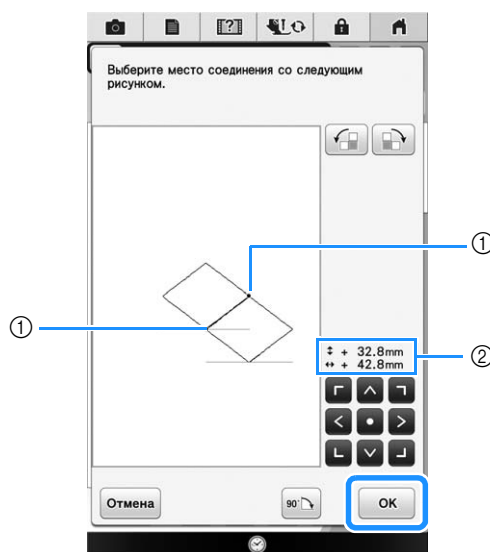 Выберите место соединения со следующим
рисунком.
①
①
↕ + 32.8mm
↔ + 42.8mm
②
Отмена
90°
OK